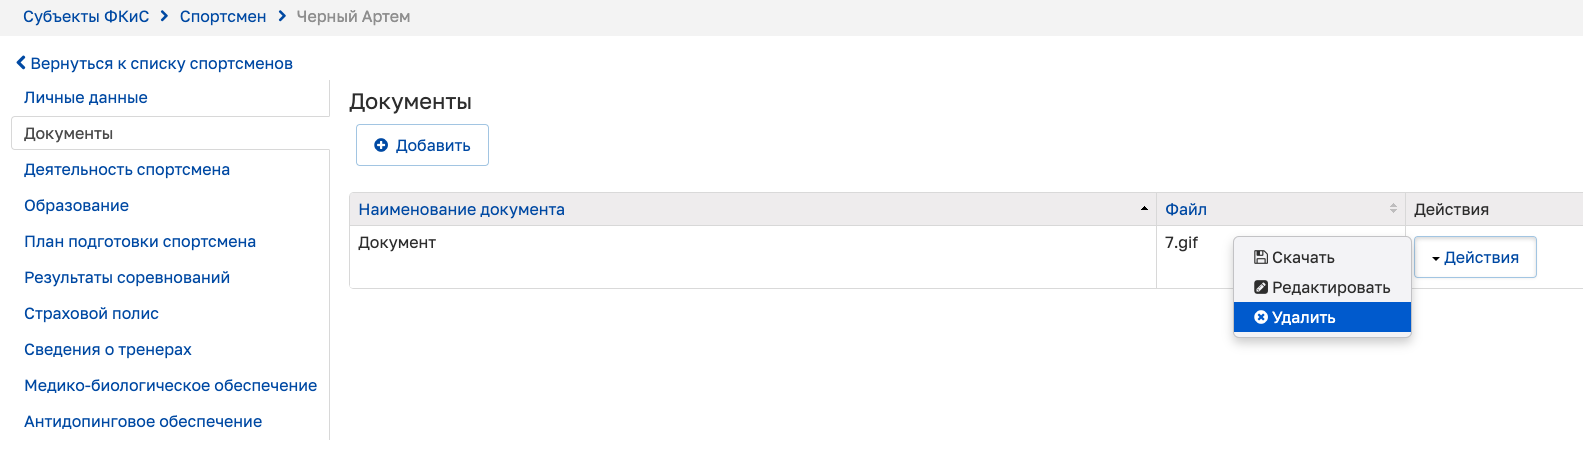 Субъекты ФКиС Спортсмен Черный Артем
Вернуться к списку спортсменов
Личные данные
Документы
Деятельность спортсмена
Образование
План подготовки спортсмена
Результаты соревнований
Страховой полис
Сведения о тренерах
Медико-биологическое обеспечение
Антидопинговое обеспечение
Документы
Добавить
Наименование документа Файл Действия
Документ 7.gif
Действия
Скачать
Редактировать
Удалить